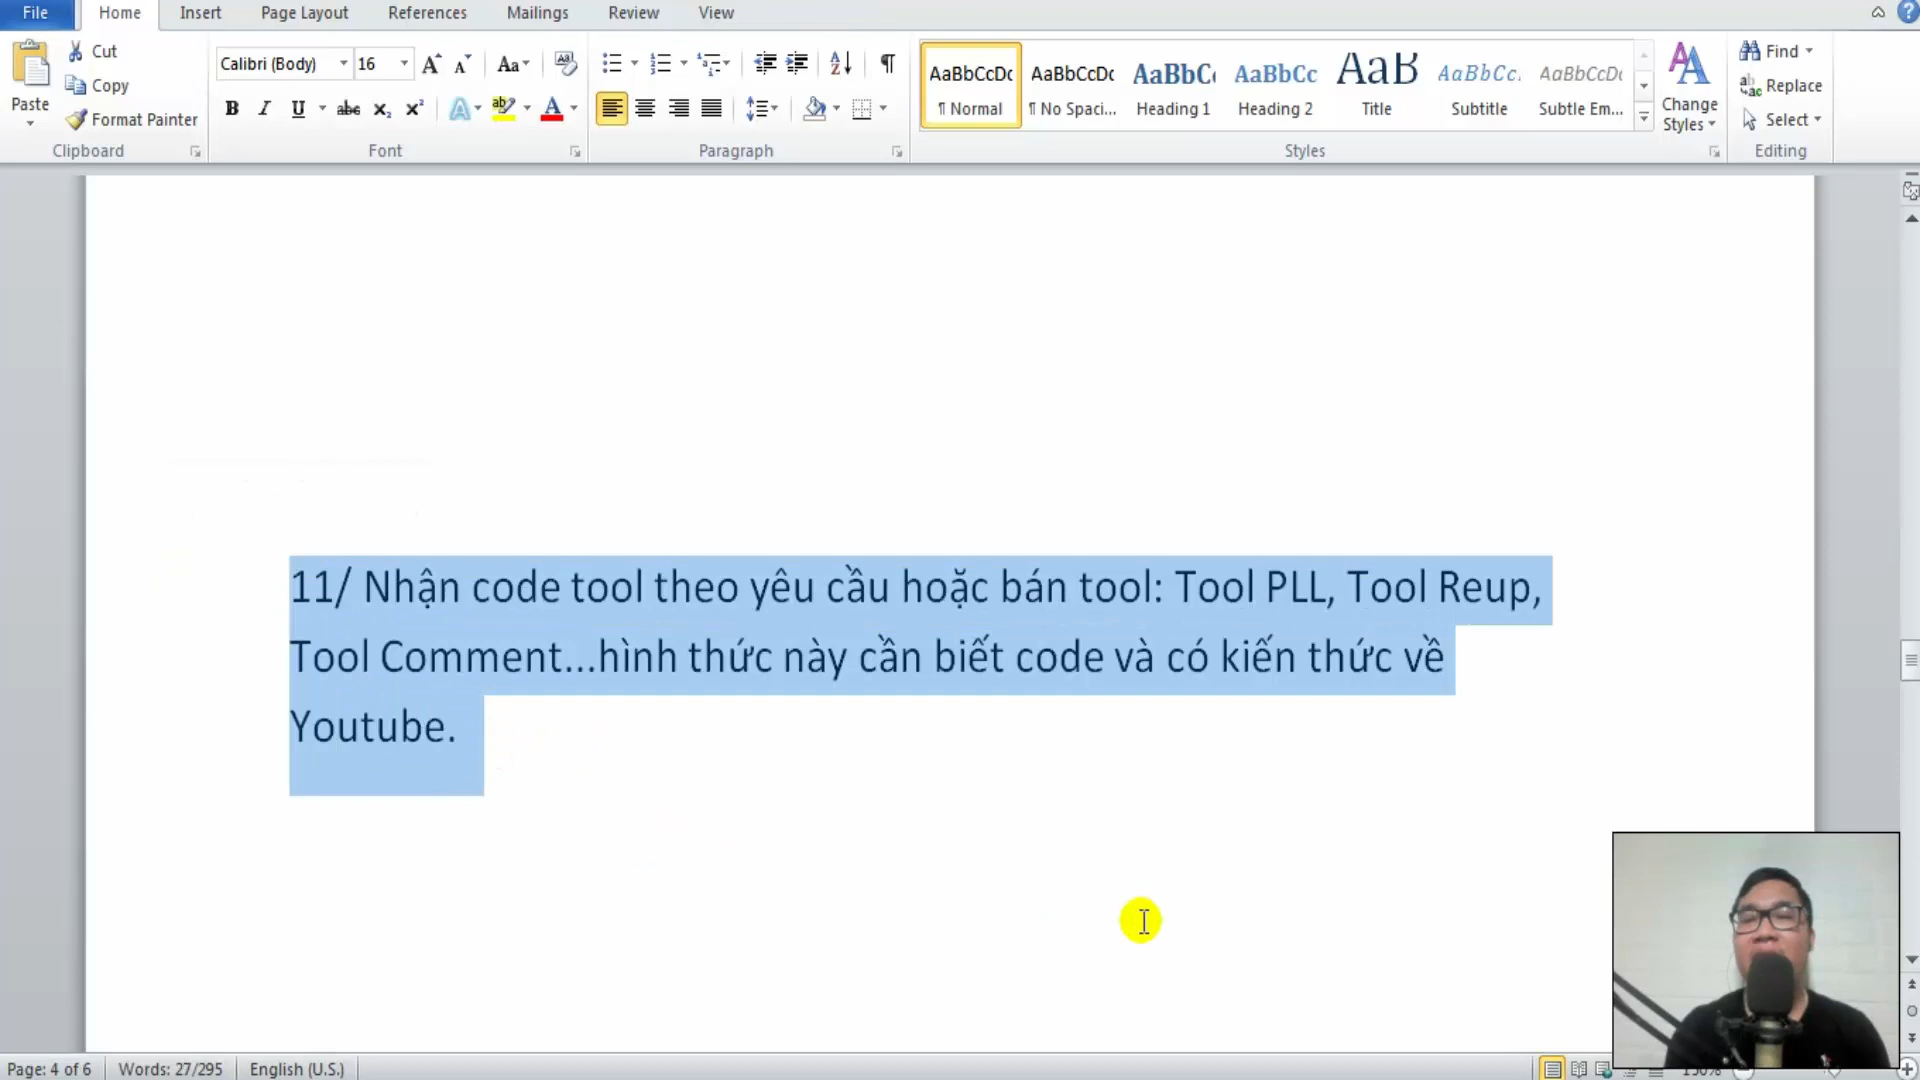 File Home Insert Page Layout References Mailings Review View
Cut
Copy
Paste
Format Painter
Calibri (Body) 16
AaBbCcDc AaBbCcDc AaBbC AaBbCc AaB AaBbCc. AaBbCcDc
¶ Normal ¶ No Spaci... Heading 1 Heading 2 Title Subtitle Subtle Em...
Change
Styles
Find
Replace
Select
Clipboard Font Paragraph Styles Editing
11/ Nhận code tool theo yêu cầu hoặc bán tool: Tool PLL, Tool Reup,
Tool Comment...hình thức này cần biết code và có kiến thức về
Youtube.
Page: 4 of 6 Words: 27/295 English (U.S.) 150%